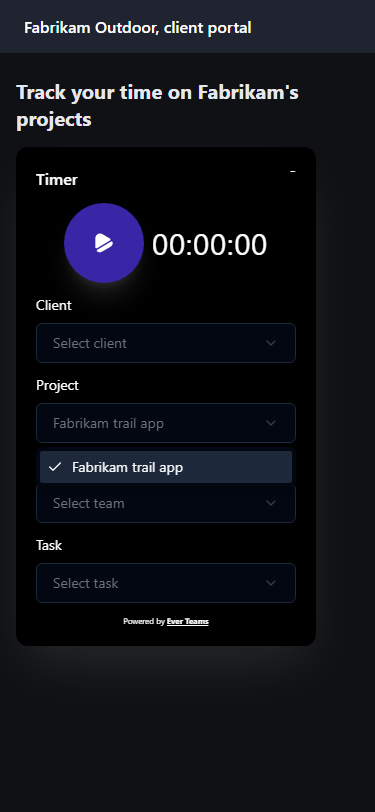 Fabrikam Outdoor, client portal
Track your time on Fabrikam's
projects
Timer
-
00:00:00
Client
Select client
Project
Fabrikam trail app
Fabrikam trail app
Select team
Task
Select task
Powered by Ever Teams